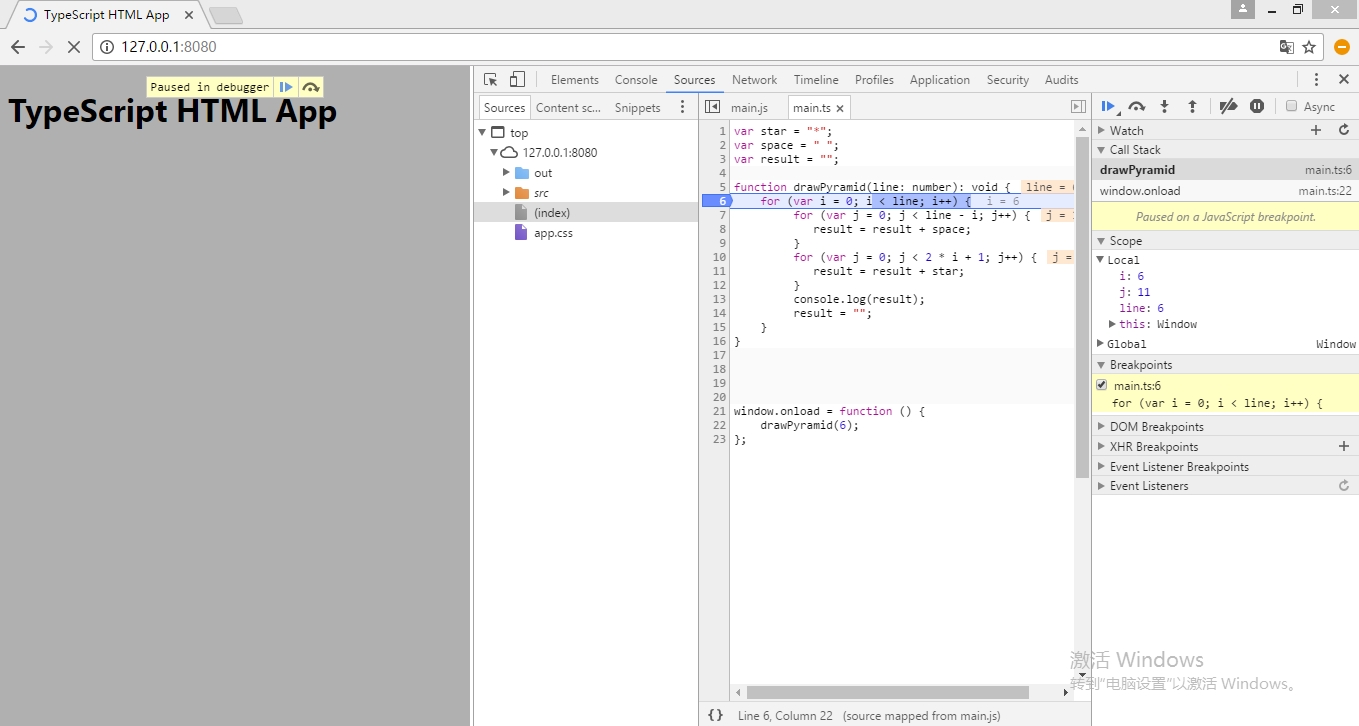 TypeScript HTML App
127.0.0.1:8080
Paused in debugger
TypeScript HTML App
Elements Console Sources Network Timeline Profiles Application Security Audits
Sources Content sc... Snippets
top
127.0.0.1:8080
out
src
(index)
app.css
main.js main.ts
1 var star = "*";
2 var space = " ";
3 var result = "";
4
5 function drawPyramid(line: number): void { line =
6 for (var i = 0; i < line; i++) { i = 6
7 for (var j = 0; j < line - i; j++) { j =
8 result = result + space;
9 }
10 for (var j = 0; j < 2 * i + 1; j++) { j =
11 result = result + star;
12 }
13 console.log(result);
14 result = "";
15 }
16 }
17
18
19
20
21 window.onload = function () {
22 drawPyramid(6);
23 };
{} Line 6, Column 22 (source mapped from main.js)
Async
Watch
Call Stack
drawPyramid main.ts:6
window.onload main.ts:22
Paused on a JavaScript breakpoint.
Scope
Local
i: 6
j: 11
line: 6
this: Window
Global Window
Breakpoints
main.ts:6
for (var i = 0; i < line; i++) {
DOM Breakpoints
XHR Breakpoints
Event Listener Breakpoints
Event Listeners
激活 Windows
转到"电脑设置"以激活 Windows。